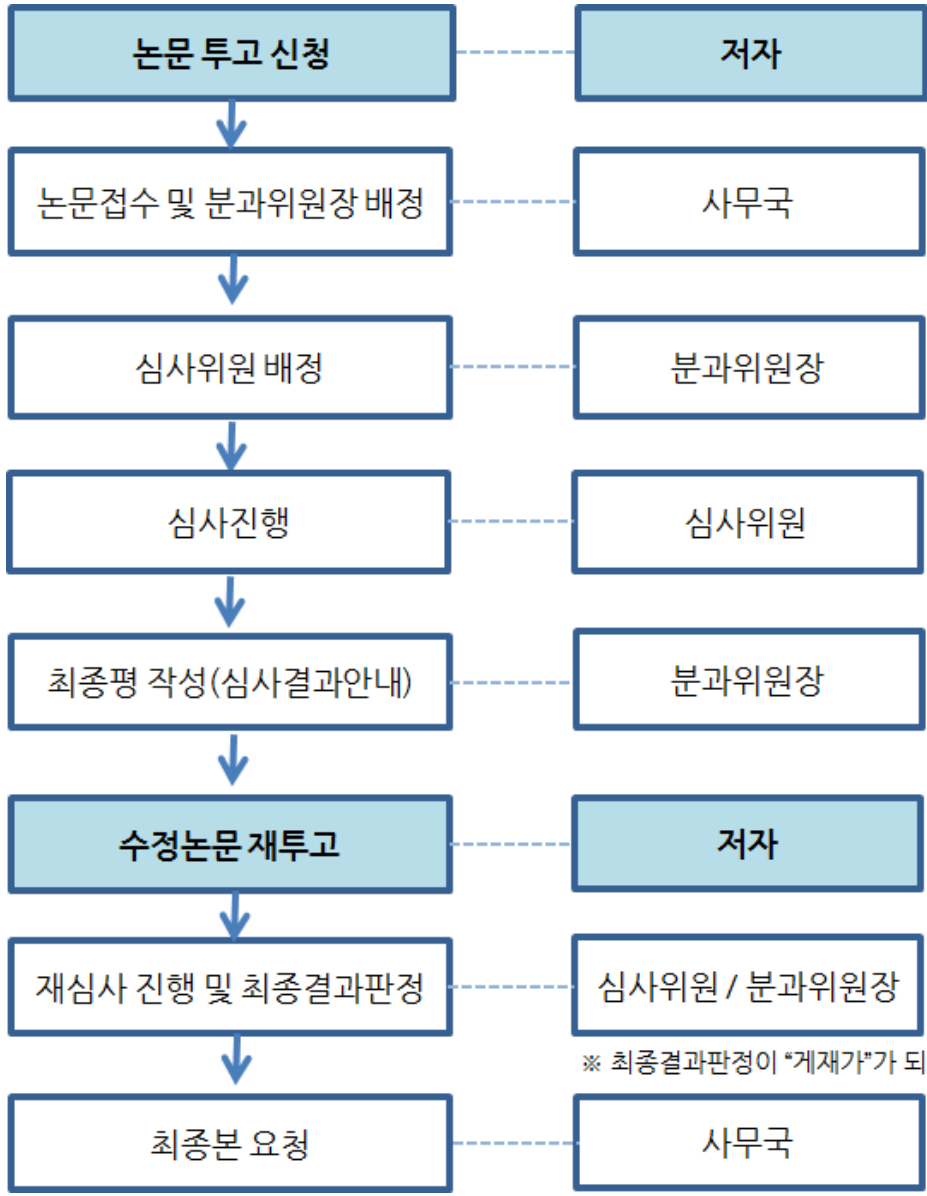 논문 투고 신청
저자
논문접수 및 분과위원장 배정
사무국
심사위원 배정
분과위원장
심사진행
심사위원
최종평 작성(심사결과안내)
분과위원장
수정논문 재투고
저자
재심사 진행 및 최종결과판정
심사위원 / 분과위원장
※ 최종결과판정이 “게재가”가 되
최종본 요청
사무국